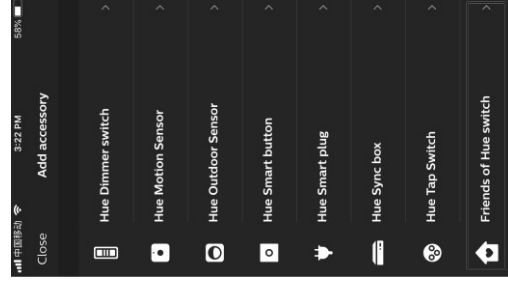 中国移动 3:22 PM 58%
Close Add accessory
Hue Dimmer switch
Hue Motion Sensor
Hue Outdoor Sensor
Hue Smart button
Hue Smart plug
Hue Sync box
Hue Tap Switch
Friends of Hue switch